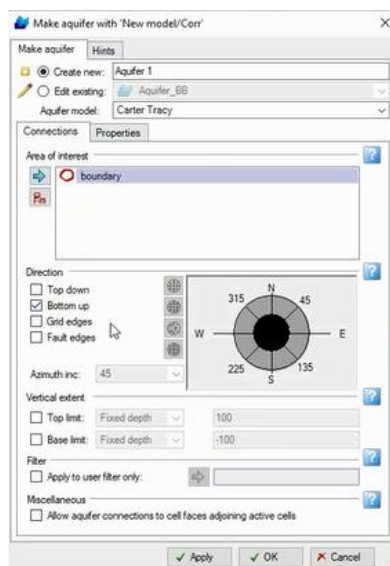 Make aquifer with 'New model/Corr'
Make aquifer Hints
Create new: Aquifer 1
Edit existing: Aquifer_BB
Aquifer model: Carter Tracy
Connections Properties
Area of interest
boundary
Direction
Top down
Bottom up
Grid edges
Fault edges
Azimuth inc: 45
N
315 45
W E
225 135
S
Vertical extent
Top limit: Fixed depth 100
Base limit: Fixed depth -100
Filter
Apply to user filter only:
Miscellaneous
Allow aquifer connections to cell faces adjoining active cells
Apply OK Cancel